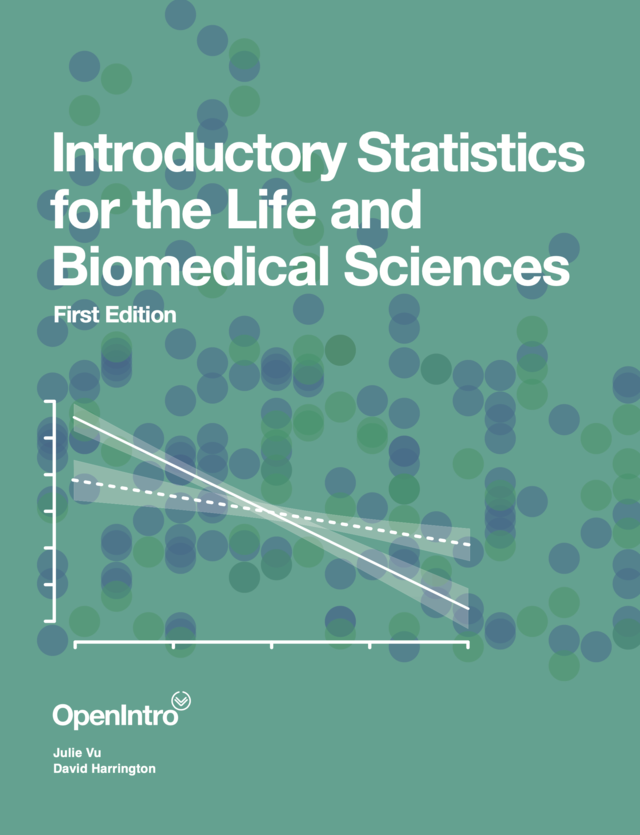 Introductory Statistics
for the Life and
Biomedical Sciences
First Edition
OpenIntro
Julie Vu
David Harrington